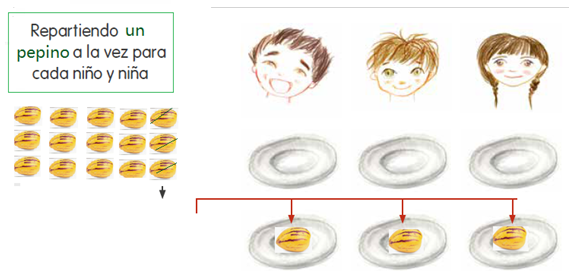 Repartiendo un
pepino a la vez para
cada niño y niña